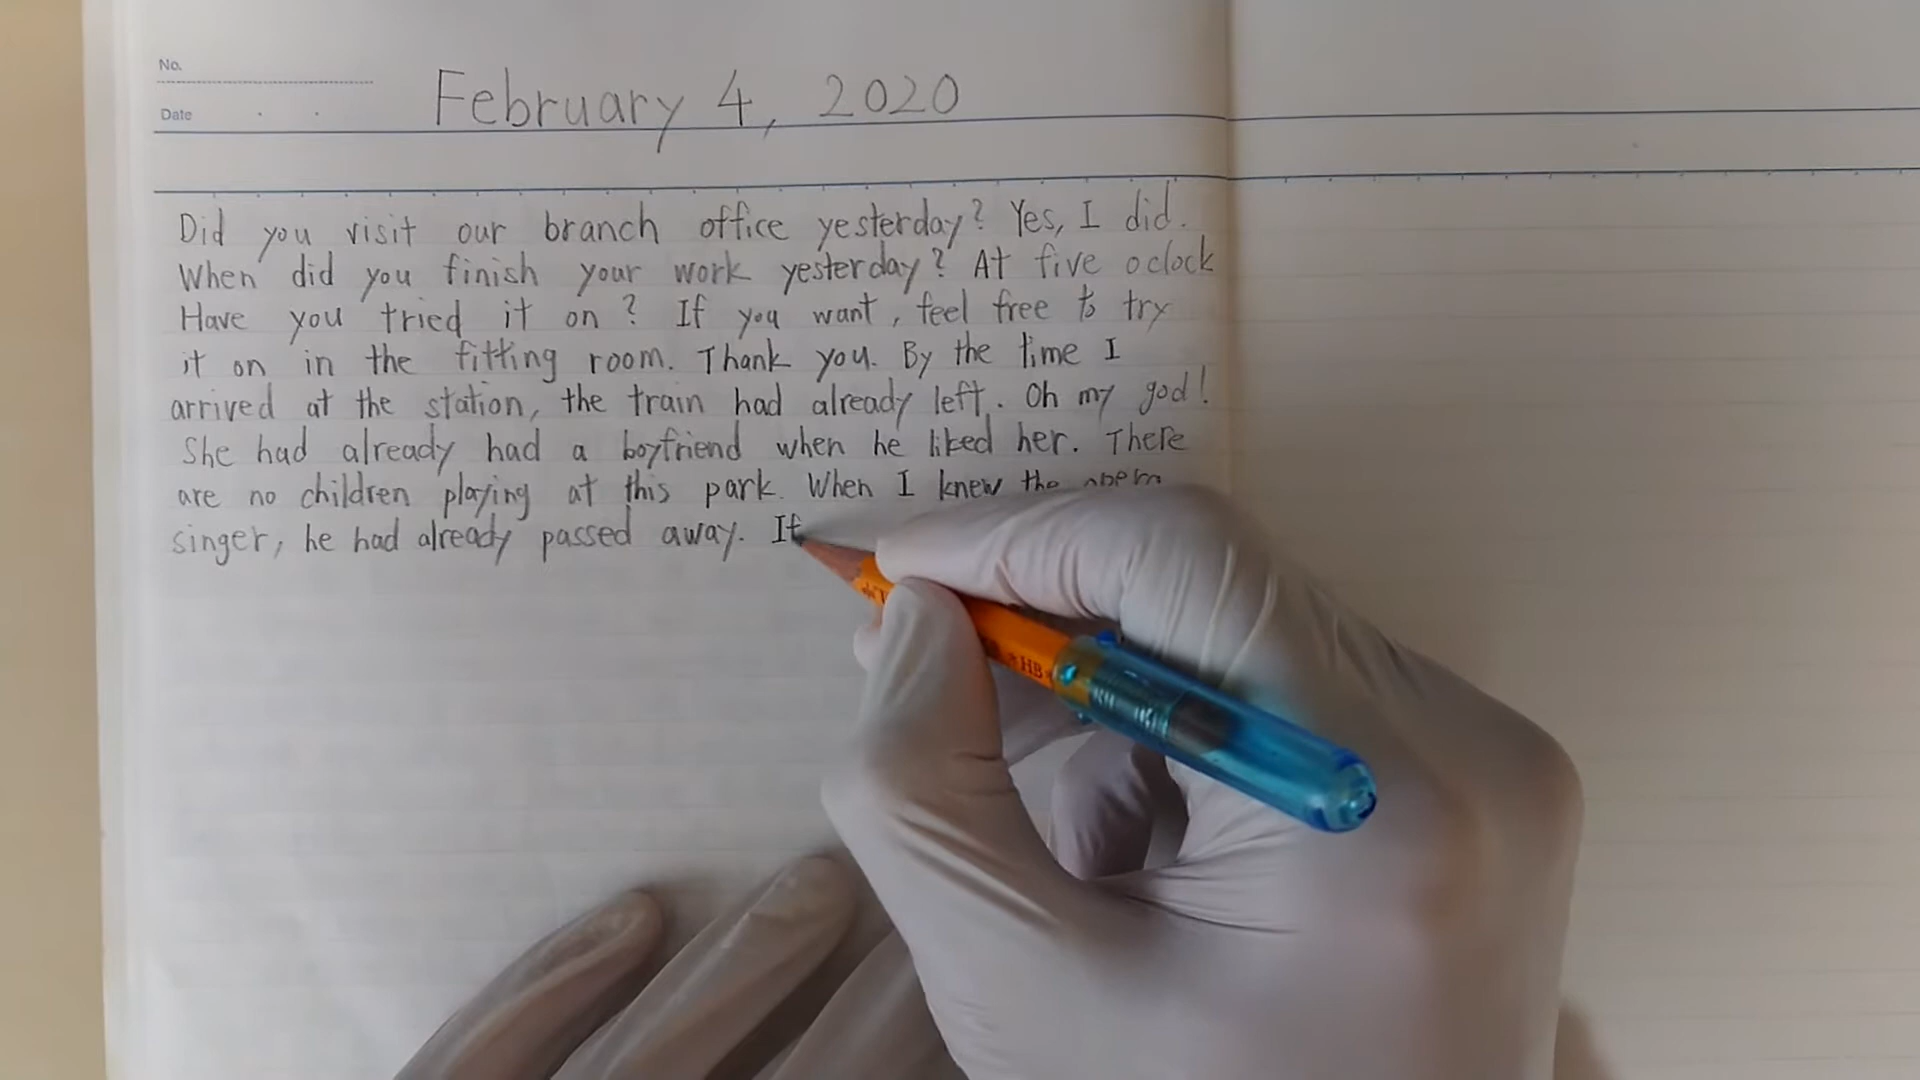 No.
Date
February 4, 2020
Did you visit our branch office yesterday? Yes, I did.
When did you finish your work yesterday? At five oclock
Have you tried it on? If you want, feel free to try
it on in the fitting room. Thank you. By the time I
arrived at the station, the train had already left. Oh my god!
She had already had a boyfriend when he liked her. There
are no children playing at this park. When I knew the opera
singer, he had already passed away. It
HB